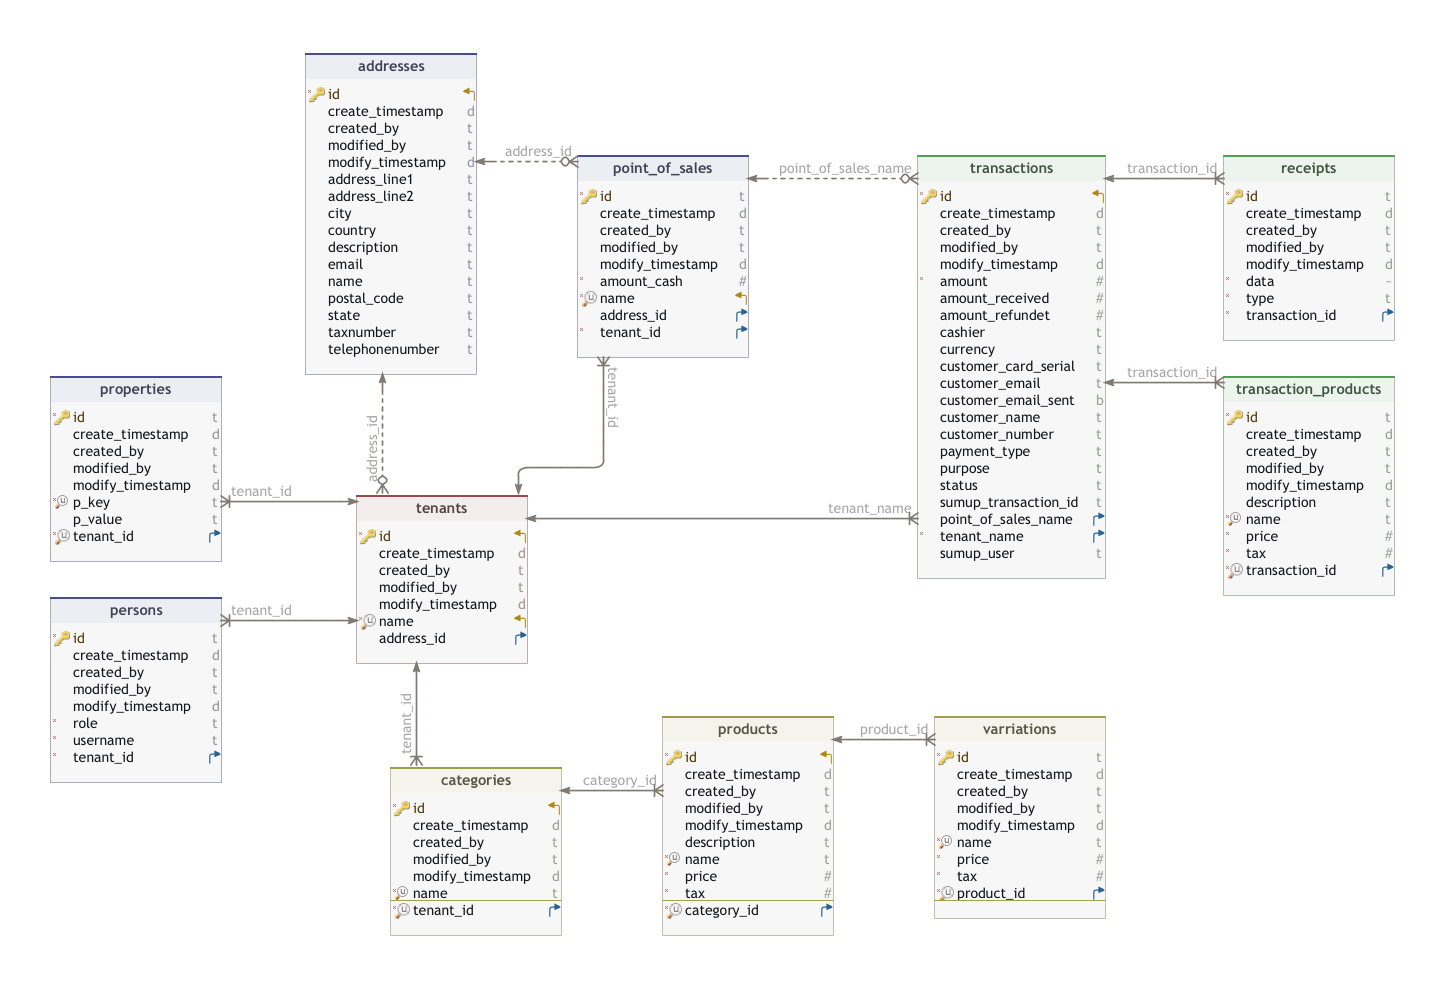 addresses
id
create_timestamp d
created_by t
modified_by t
modify_timestamp d
address_line1 t
address_line2 t
city t
country t
description t
email t
name t
postal_code t
state t
taxnumber t
telephonenumber t
address_id
point_of_sales
id t
create_timestamp d
created_by t
modified_by t
modify_timestamp d
amount_cash #
u name
address_id
tenant_id
point_of_sales_name
transactions
id
create_timestamp d
created_by t
modified_by t
modify_timestamp d
amount #
amount_received #
amount_refundet #
cashier t
currency t
customer_card_serial t
customer_email t
customer_email_sent b
customer_name t
customer_number t
payment_type t
purpose t
status t
sumup_transaction_id t
point_of_sales_name
tenant_name
sumup_user t
transaction_id
receipts
id t
create_timestamp d
created_by t
modified_by t
modify_timestamp d
data ~
type t
transaction_id
transaction_id
transaction_products
id t
create_timestamp d
created_by t
modified_by t
modify_timestamp d
description t
u name t
price #
tax #
u transaction_id
properties
id t
create_timestamp d
created_by t
modified_by t
modify_timestamp d
u p_key t
p_value t
u tenant_id
tenant_id
address_id
tenant_id
tenant_name
tenants
id
create_timestamp d
created_by t
modified_by t
modify_timestamp d
u name
address_id
persons
id t
create_timestamp d
created_by t
modified_by t
modify_timestamp d
role t
username t
tenant_id
tenant_id
tenant_id
categories
id
create_timestamp d
created_by t
modified_by t
modify_timestamp d
u name t
u tenant_id
category_id
products
id
create_timestamp d
created_by t
modified_by t
modify_timestamp d
description t
u name t
price #
tax #
u category_id
product_id
varriations
id t
create_timestamp d
created_by t
modified_by t
modify_timestamp d
u name t
price #
tax #
u product_id